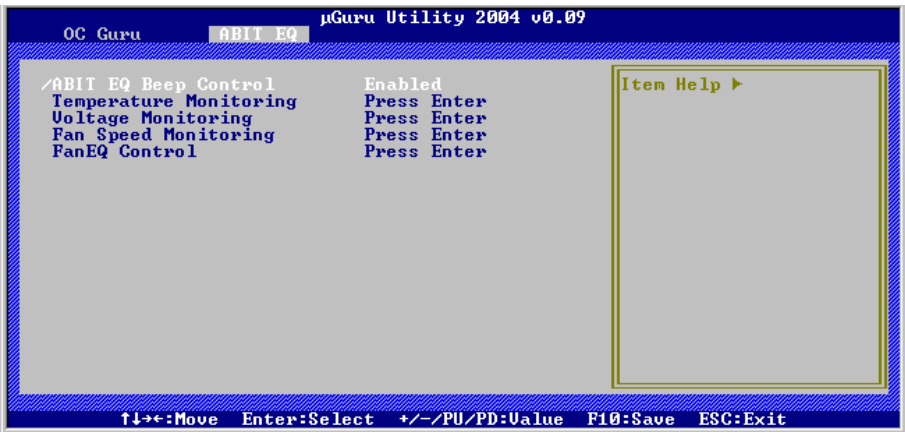 µGuru Utility 2004 v0.09
OC Guru ABIT EQ
/ABIT EQ Beep Control Enabled
Temperature Monitoring Press Enter
Voltage Monitoring Press Enter
Fan Speed Monitoring Press Enter
FanEQ Control Press Enter
Item Help ►
↑↓→←:Move Enter:Select +/-/PU/PD:Value F10:Save ESC:Exit